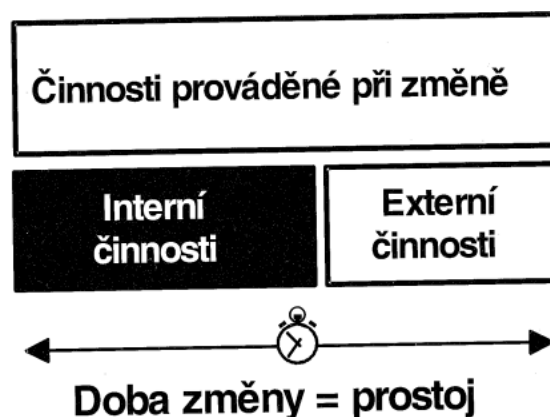 Činnosti prováděné při změně
Interní
činnosti
Externí
činnosti
Doba změny = prostoj